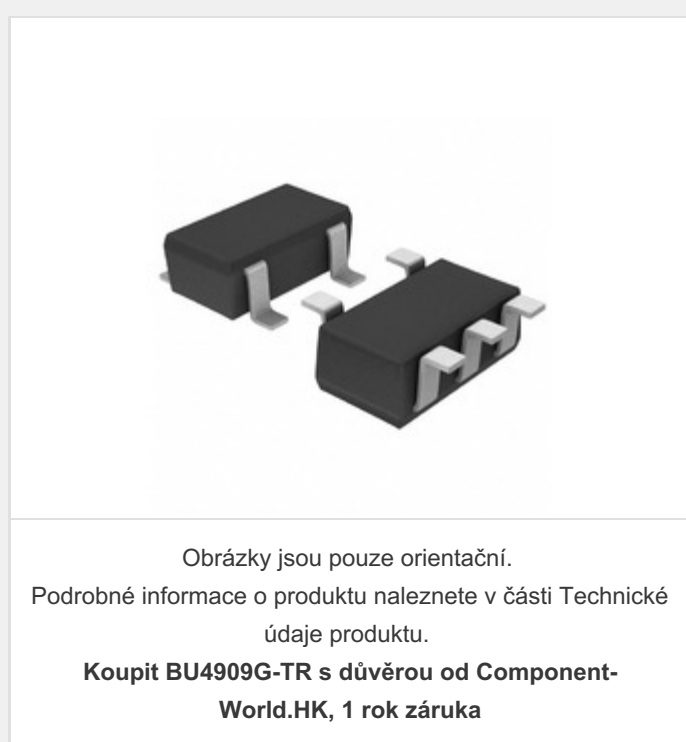 Obrázky jsou pouze orientační.
Podrobné informace o produktu naleznete v části Technické
údaje produktu.
Koupit BU4909G-TR s důvěrou od Component-
World.HK, 1 rok záruka